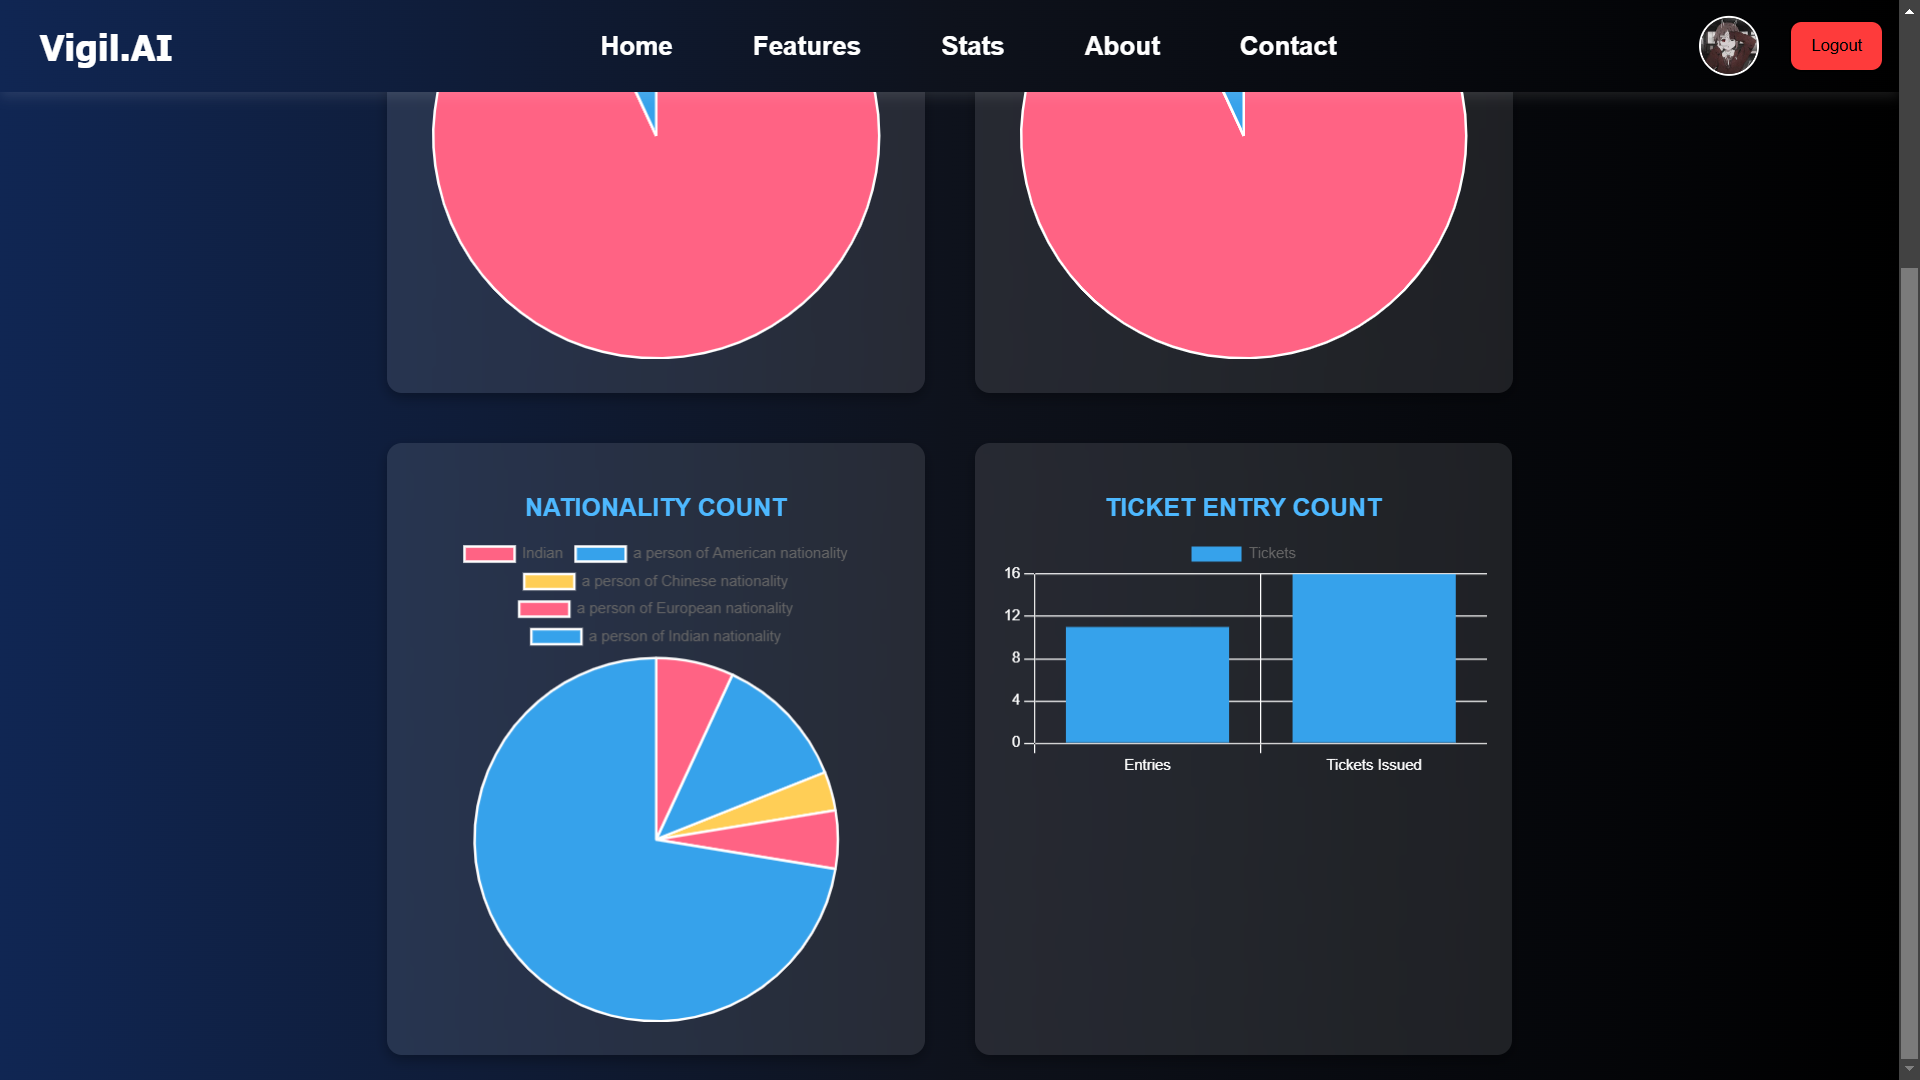 Vigil.AI
Home Features Stats About Contact
Logout
NATIONALITY COUNT
Indian a person of American nationality
a person of Chinese nationality
a person of European nationality
a person of Indian nationality
TICKET ENTRY COUNT
Tickets
16
12
8
4
0
Entries Tickets Issued